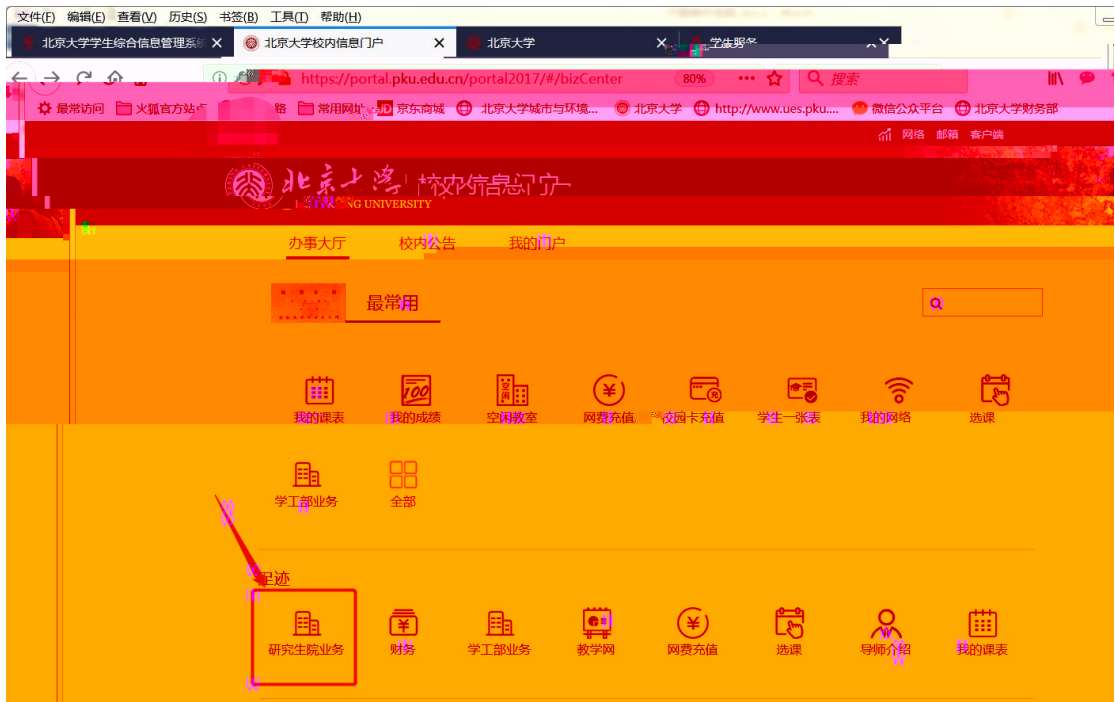 文件(F) 编辑(E) 查看(V) 历史(S) 书签(B) 工具(T) 帮助(H)
北京大学学生综合信息管理系统 × 北京大学校内信息门户 × 北京大学 ×
https://portal.pku.edu.cn/portal2017/#/bizCenter 80% 搜索
最常访问 火狐官方站点 常用网址 JD 京东商城 北京大学城市与环境... 北京大学 http://www.ues.pku.... 微信公众平台 北京大学财务部
网络 邮箱 客户端
北京大学 校内信息门户
UNIVERSITY
办事大厅 校内公告 我的门户
最常用
我的课表 我的成绩 空闲教室 网费充值 校园卡充值 学生一张表 我的网络 选课
学工部业务 全部
足迹
研究生院业务 财务 学工部业务 教学网 网费充值 选课 导师介绍 我的课表